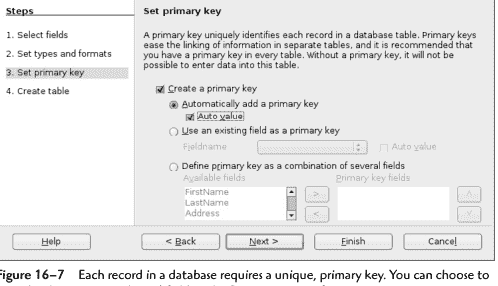 Steps
1. Select fields
2. Set types and formats
3. Set primary key
4. Create table
Set primary key
A primary key uniquely identifies each record in a database table. Primary keys
ease the linking of information in separate tables, and it is recommended that
you have a primary key in every table. Without a primary key, it will not be
possible to enter data into this table.
Create a primary key
Automatically add a primary key
Auto value
Use an existing field as a primary key
Fieldname
Auto value
Define primary key as a combination of several fields
Available fields
Primary key fields
FirstName
LastName
Address
>
<
Help
< Back
Next >
Finish
Cancel
Figure 16–7 Each record in a database requires a unique, primary key. You can choose to